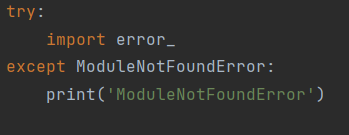 try:
    import error_
except ModuleNotFoundError:
    print('ModuleNotFoundError')